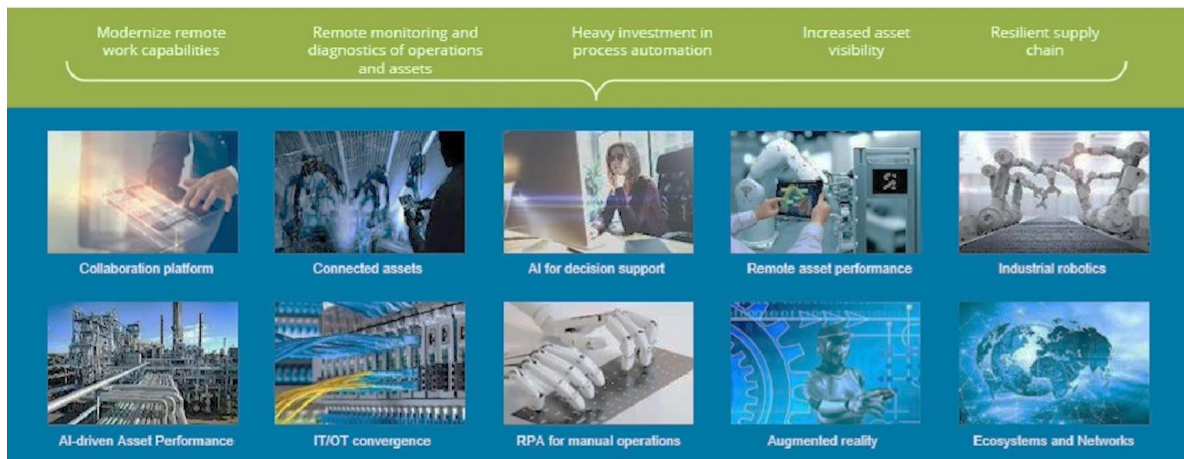 Modernize remote
work capabilities
Remote monitoring and
diagnostics of operations
and assets
Heavy investment in
process automation
Increased asset
visibility
Resilient supply
chain
Collaboration platform
Connected assets
AI for decision support
Remote asset performance
Industrial robotics
AI-driven Asset Performance
IT/OT convergence
RPA for manual operations
Augmented reality
Ecosystems and Networks